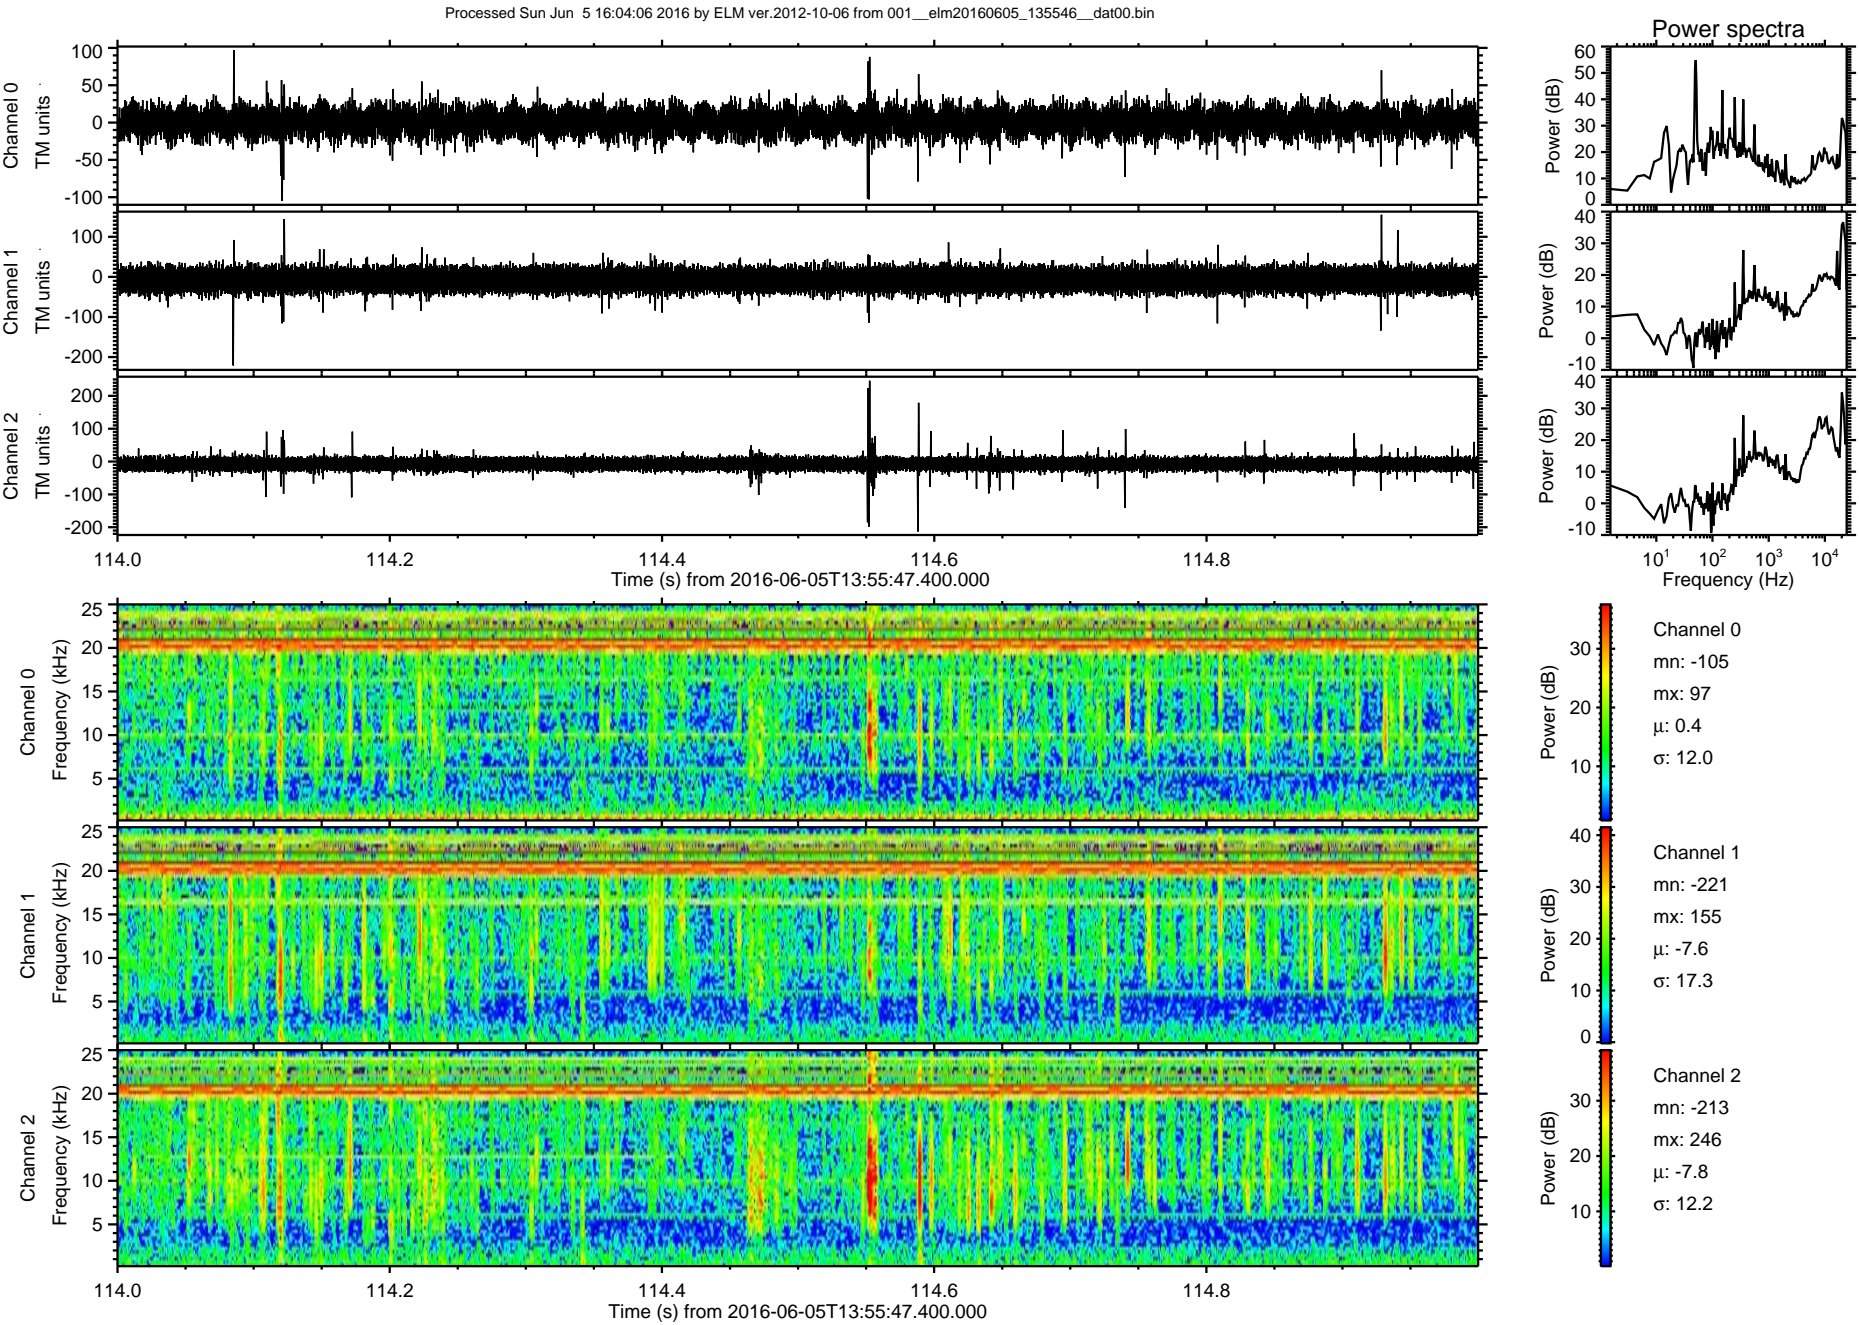 Processed Sun Jun 5 16:04:06 2016 by ELM ver.2012-10-06 from 001__elm20160605_135546__dat00.bin
Power spectra
Channel 0
TM units
100
50
0
-50
-100
Power (dB)
60
50
40
30
20
10
0
Channel 1
TM units
100
0
-100
-200
Power (dB)
40
30
20
10
0
-10
Channel 2
TM units
200
100
0
-100
-200
Power (dB)
40
30
20
10
0
-10
114.0 114.2 114.4 114.6 114.8
Time (s) from 2016-06-05T13:55:47.400.000
10^1 10^2 10^3 10^4
Frequency (Hz)
Channel 0
Frequency (kHz)
25
20
15
10
5
Power (dB)
30
20
10
Channel 0
mn: -105
mx: 97
µ: 0.4
σ: 12.0
Channel 1
Frequency (kHz)
25
20
15
10
5
Power (dB)
40
30
20
10
0
Channel 1
mn: -221
mx: 155
µ: -7.6
σ: 17.3
Channel 2
Frequency (kHz)
25
20
15
10
5
Power (dB)
30
20
10
Channel 2
mn: -213
mx: 246
µ: -7.8
σ: 12.2
114.0 114.2 114.4 114.6 114.8
Time (s) from 2016-06-05T13:55:47.400.000